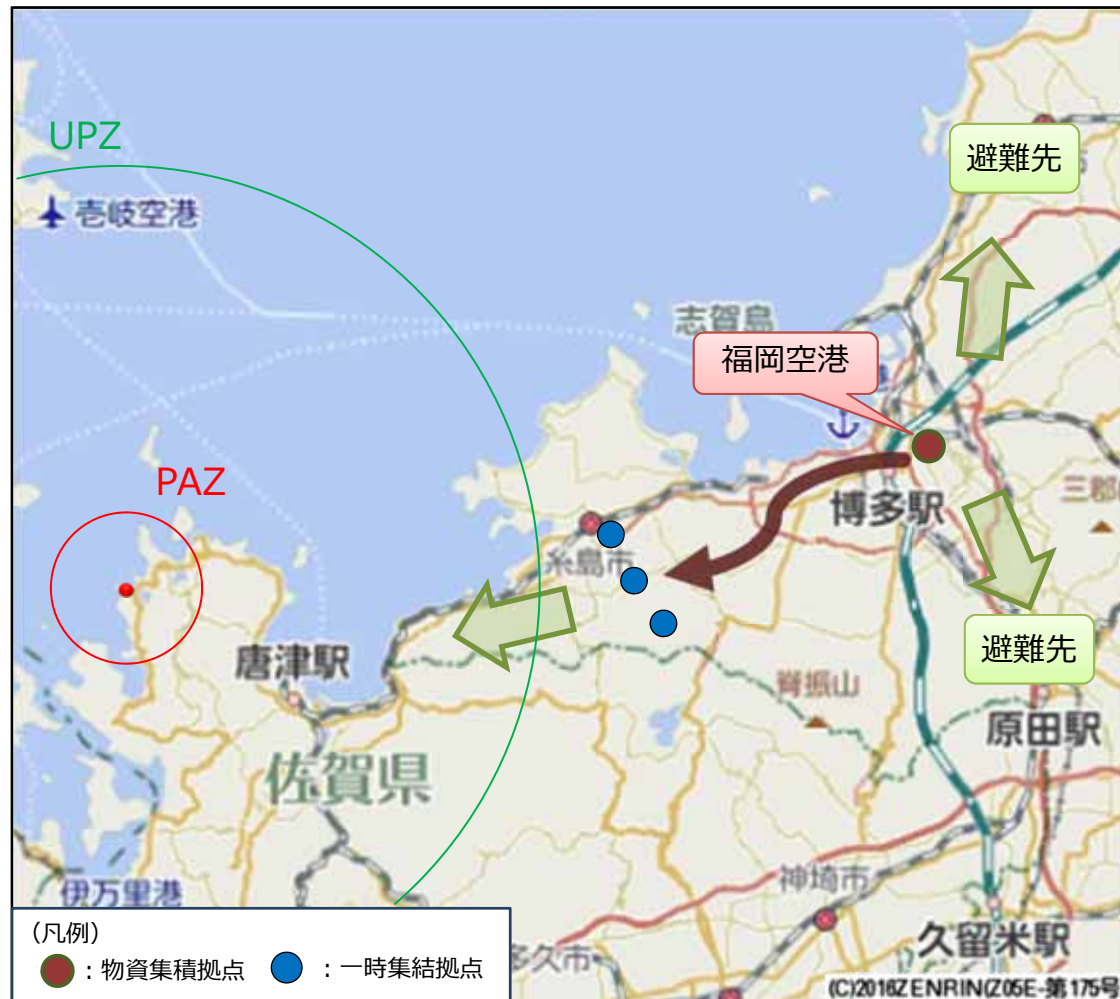 UPZ
避難先
壱岐空港
志賀島
福岡空港
PAZ
博多駅
糸島市
唐津駅
避難先
脊振山
原田駅
佐賀県
神埼市
伊万里港
(凡例)
：物資集積拠点
：一時集結拠点
多久市
久留米駅
(C)2016ZENRIN(Z05E-第175号